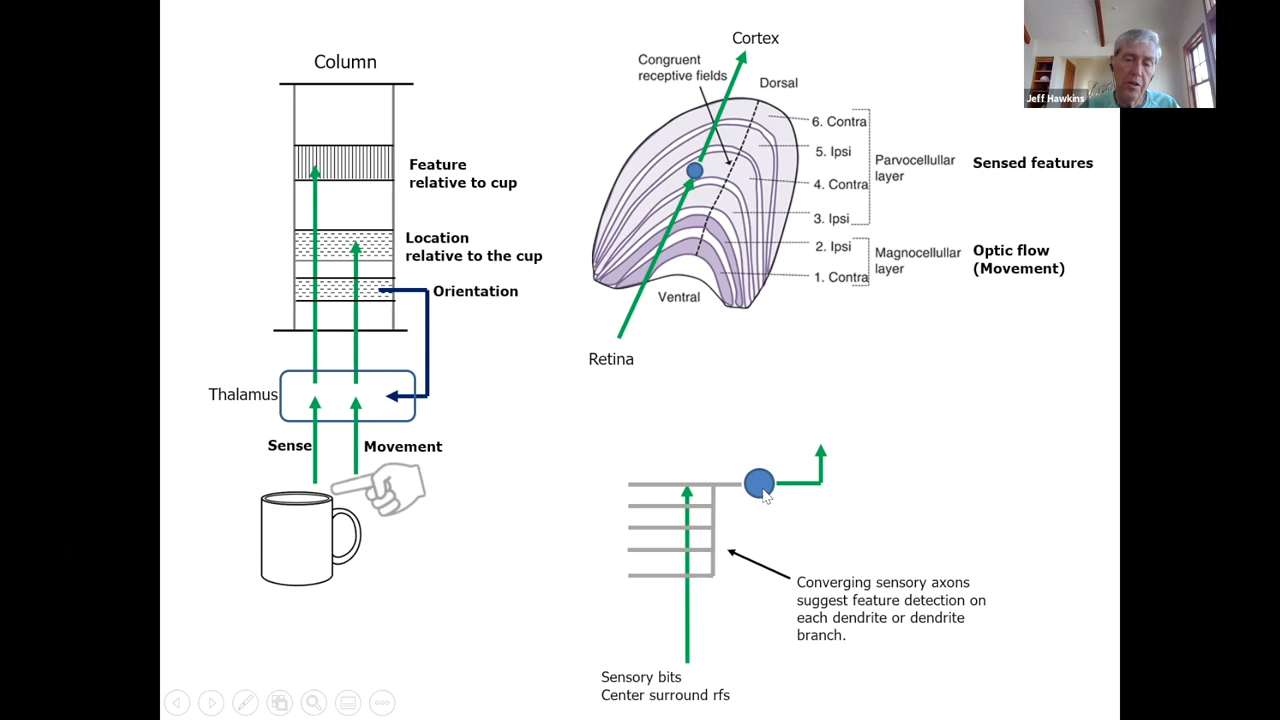 Column
Feature
relative to cup
Location
relative to the cup
Orientation
Thalamus
Sense
Movement
Cortex
Congruent
receptive fields
Dorsal
6. Contra
5. Ipsi
4. Contra
3. Ipsi
2. Ipsi
1. Contra
Parvocellular
layer
Sensed features
Magnocellular
layer
Optic flow
(Movement)
Ventral
Retina
Converging sensory axons
suggest feature detection on
each dendrite or dendrite
branch.
Sensory bits
Center surround rfs
Jeff Hawkins